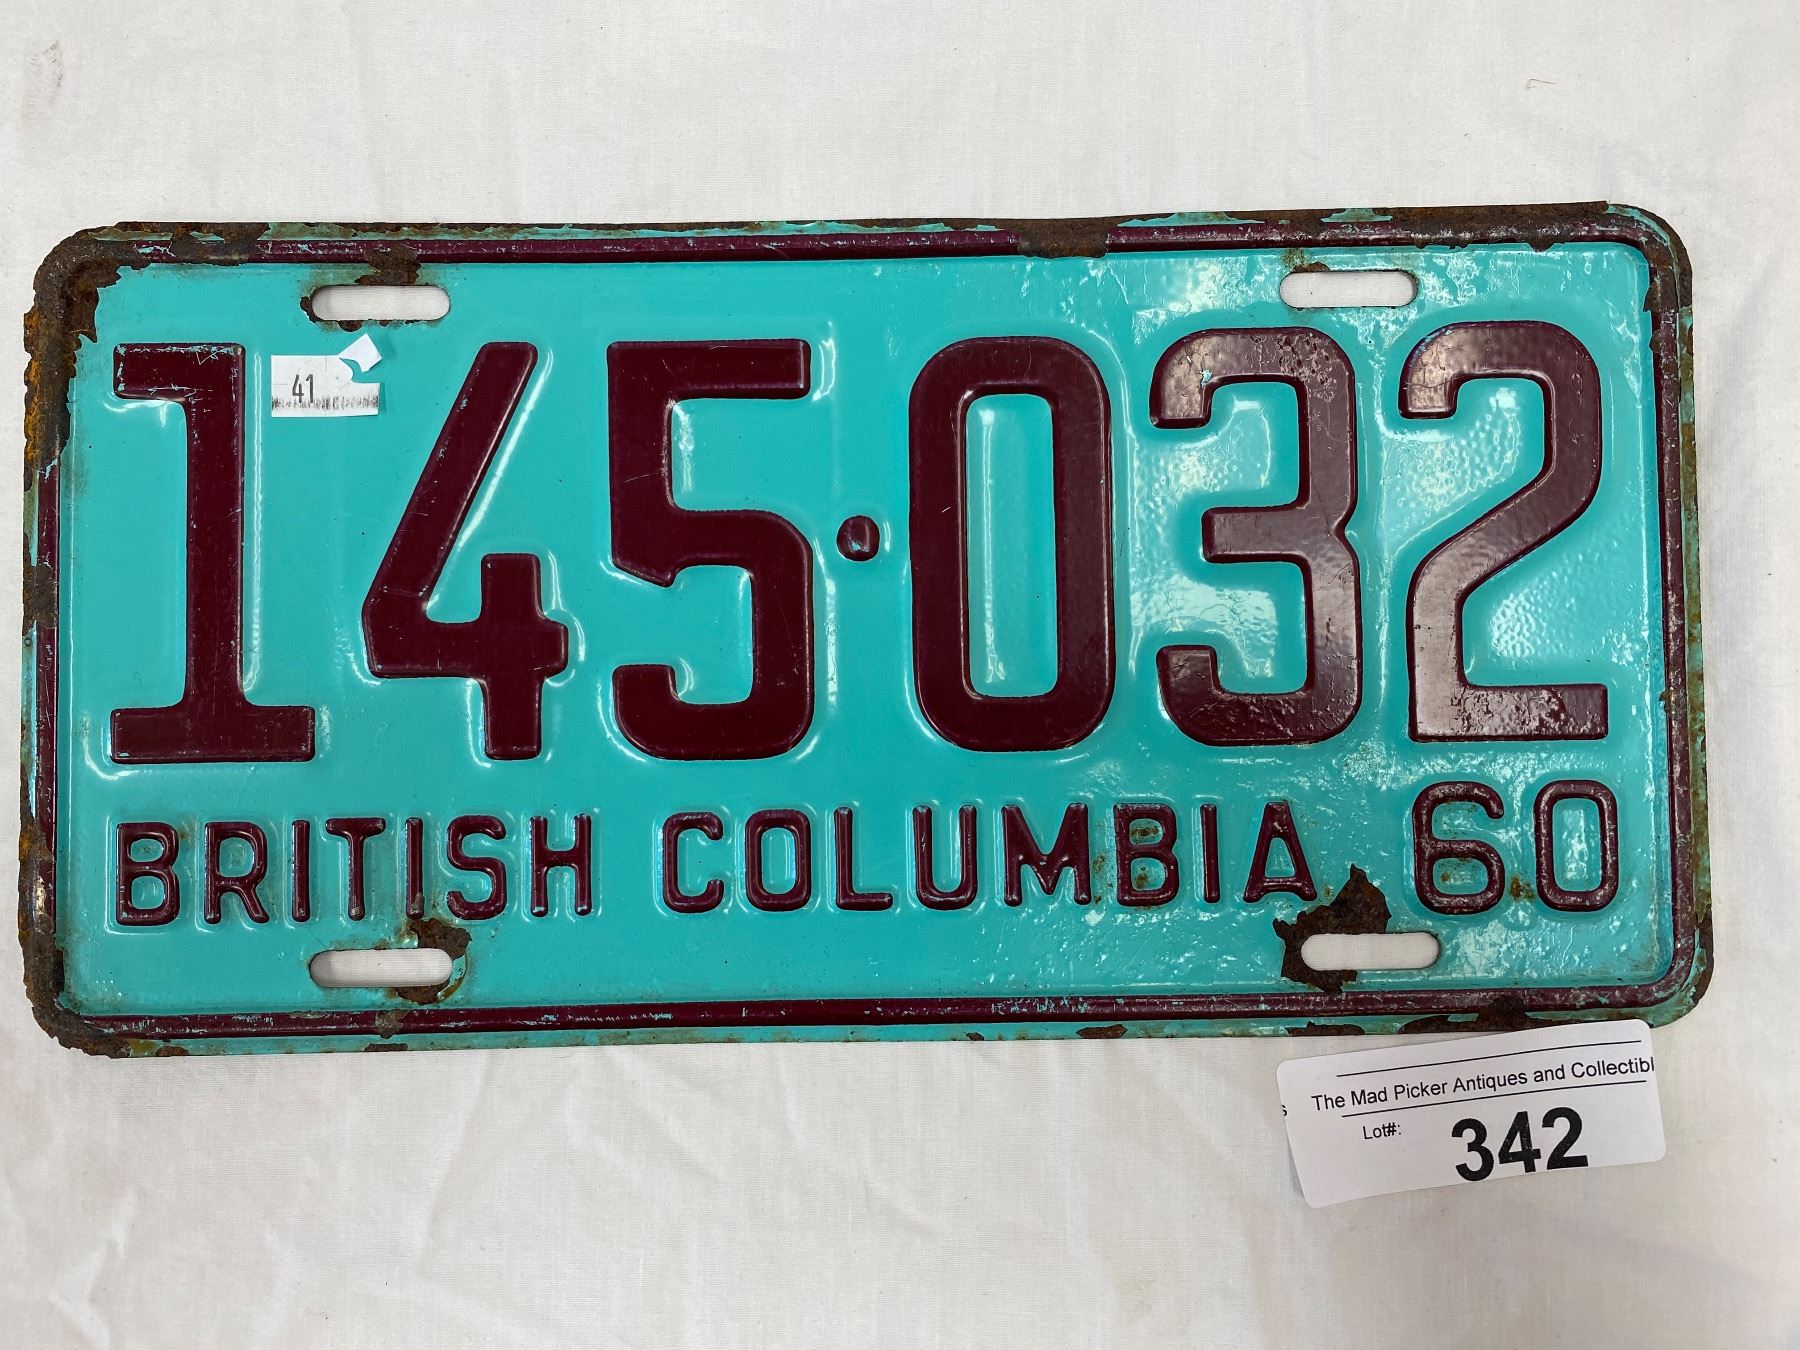 41
145·032
BRITISH COLUMBIA 60
The Mad Picker Antiques and Collectibl
s
Lot#:
342